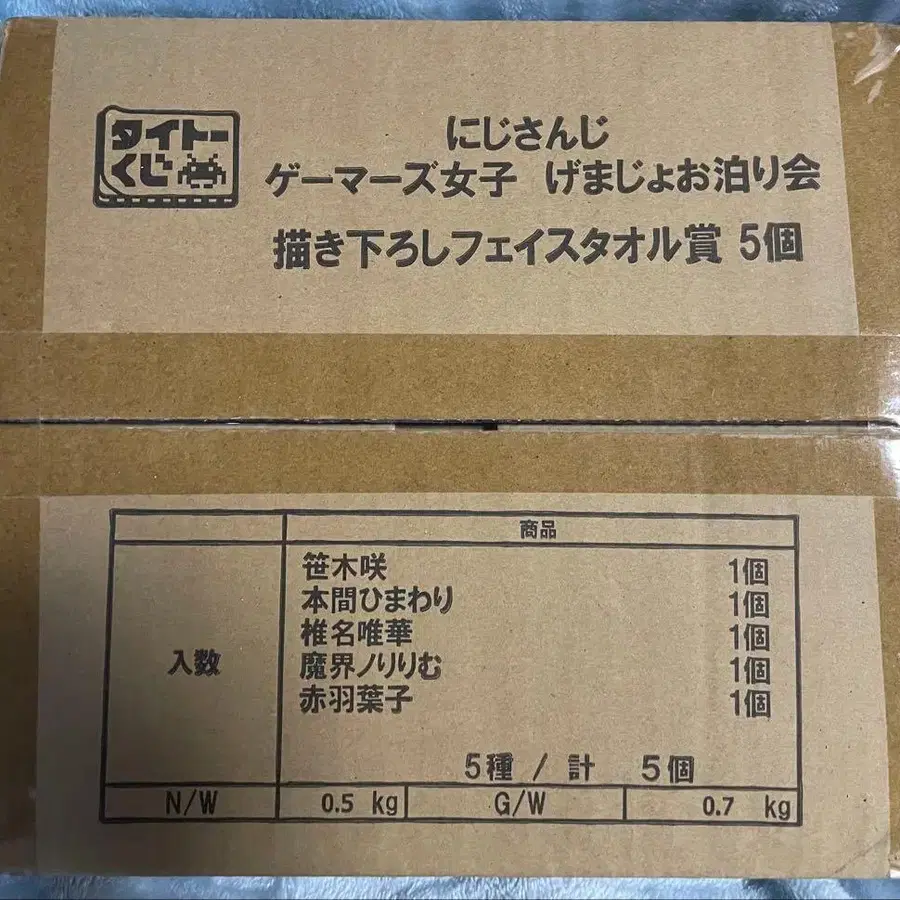 タイトー
くじ
にじさんじ
ゲーマーズ女子 げまじょお泊り会
描き下ろしフェイスタオル賞 5個
商品
入数
笹木咲 1個
本間ひまわり 1個
椎名唯華 1個
魔界ノりりむ 1個
赤羽葉子 1個
5種 / 計 5個
N/W 0.5 kg G/W 0.7 kg